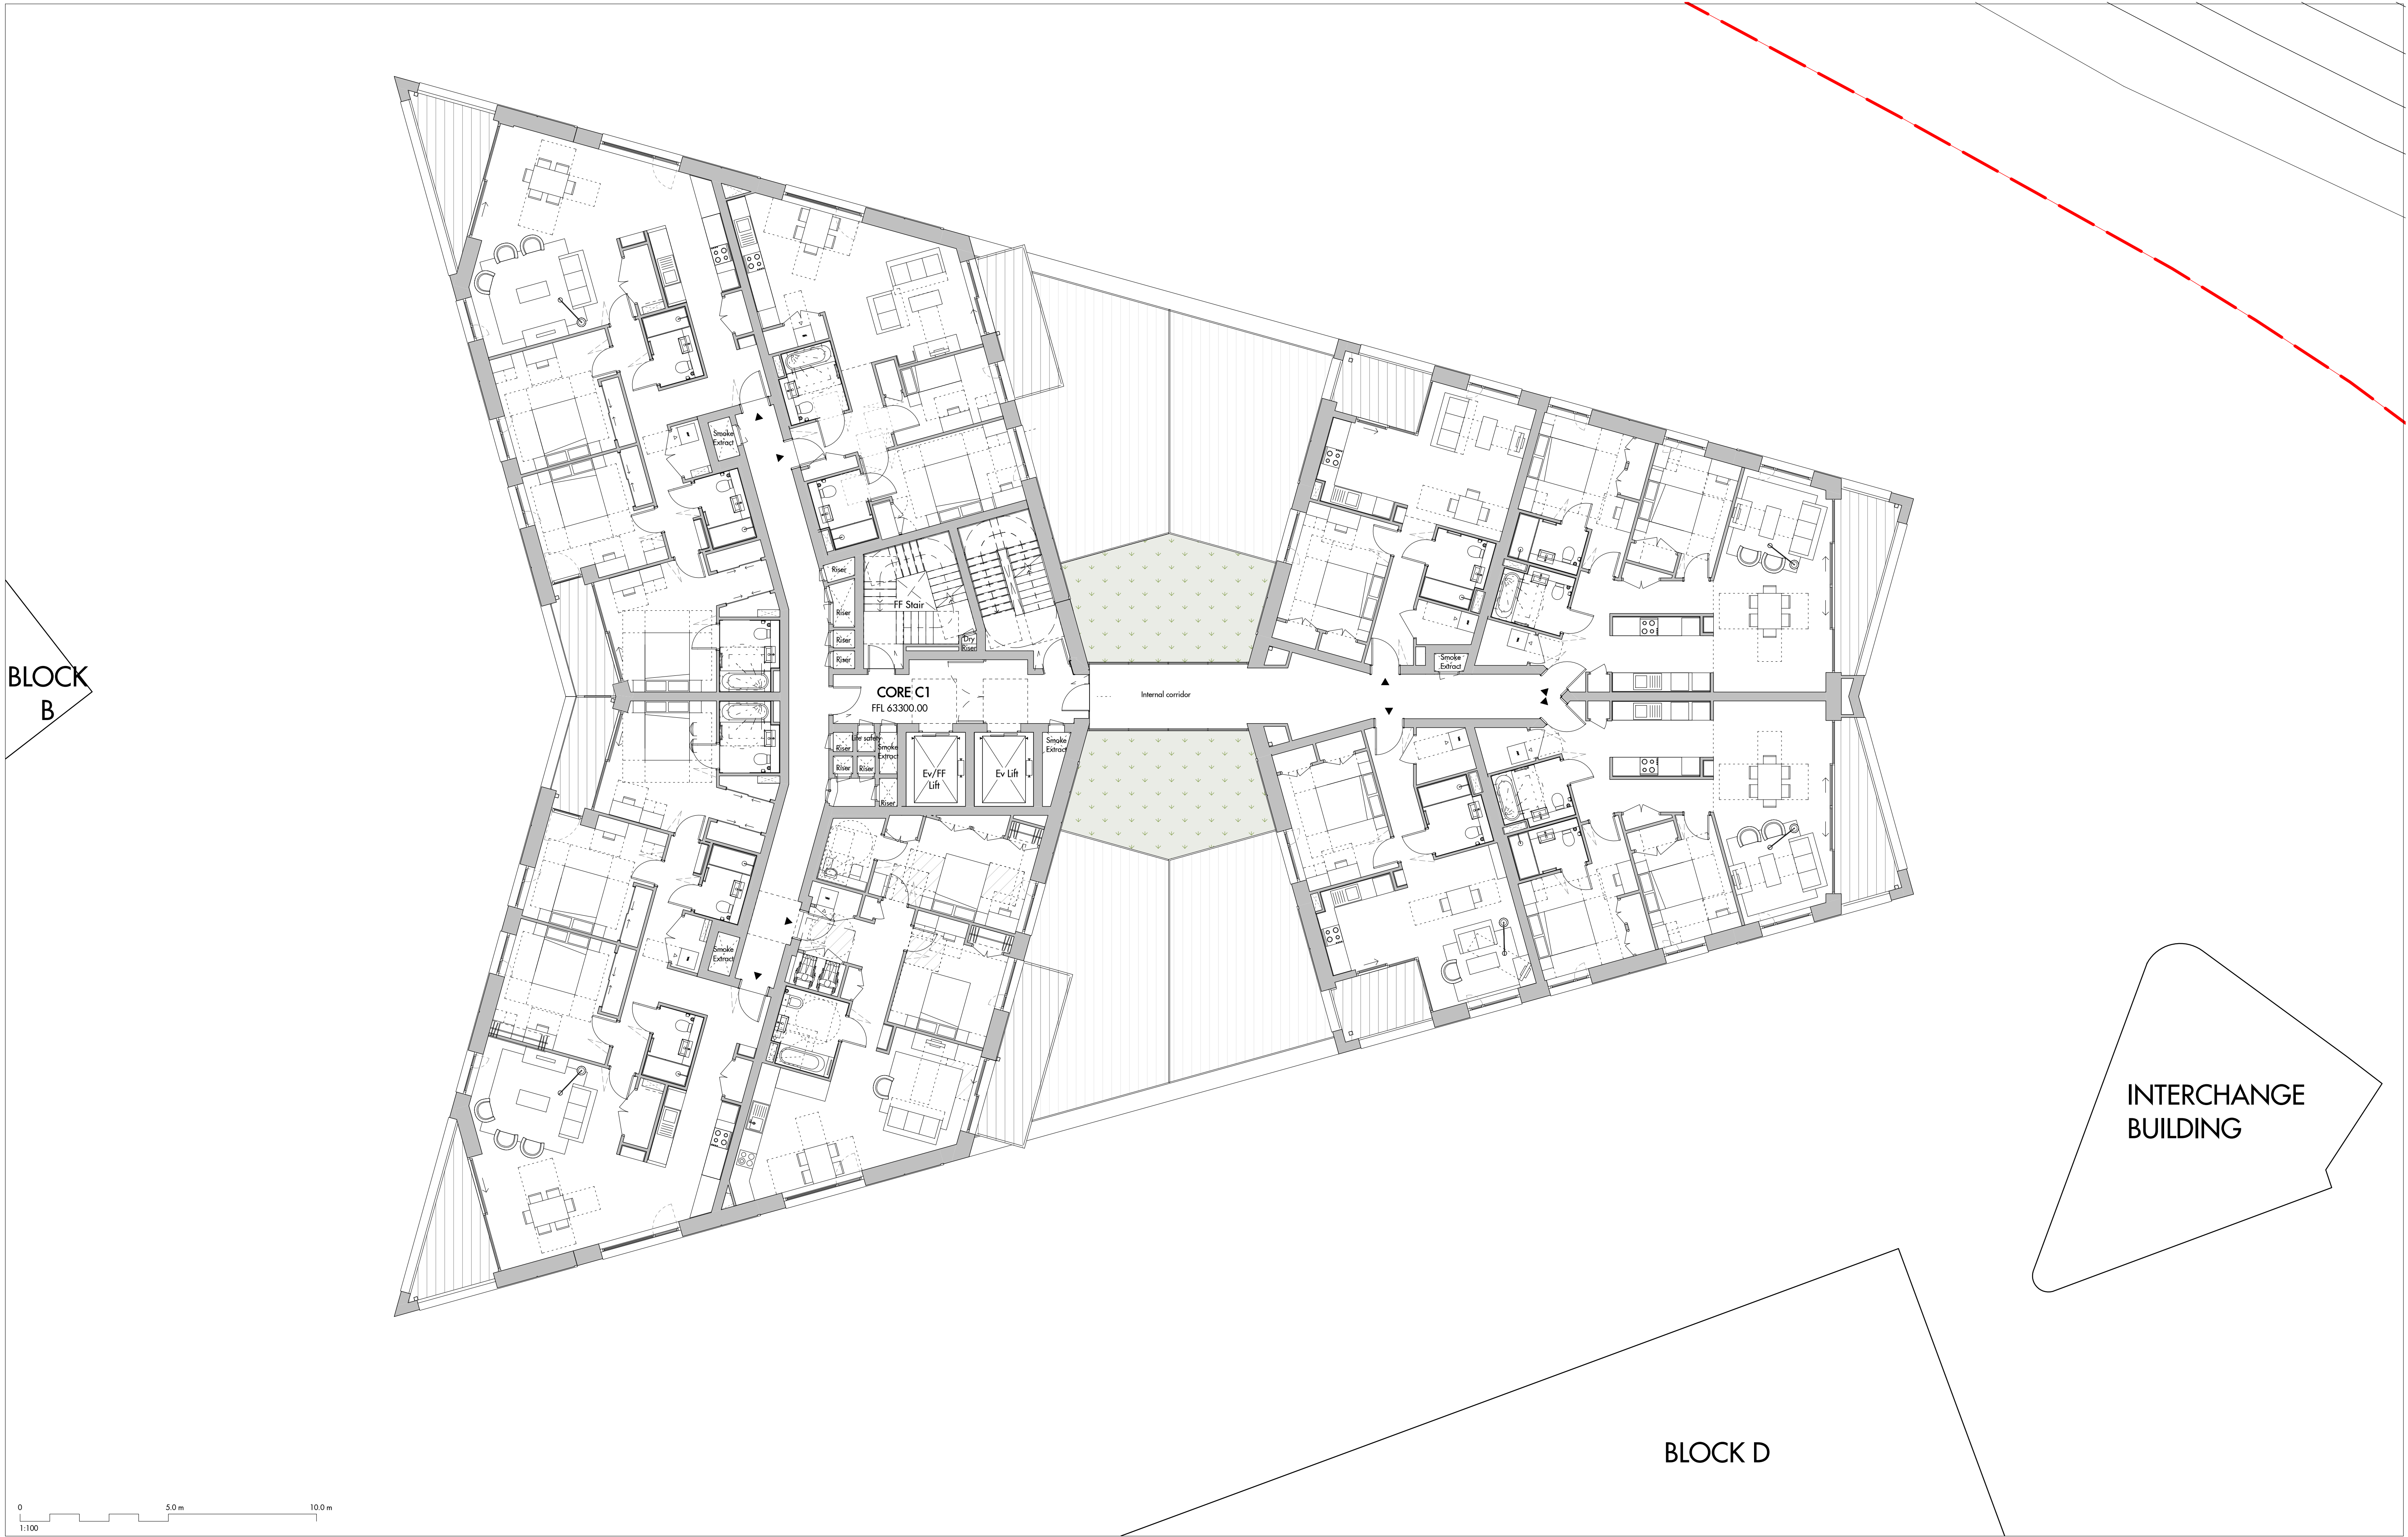 Smoke
Extract
Riser
FF Stair
Riser
Dry
Riser
Riser
Riser
Smoke
Extract
BLOCK
B
CORE C1
FFL 63300.00
Internal corridor
Life safety
Riser
Smoke
Extract
Smoke
Extract
Riser
Riser
Ev/FF
Lift
Ev Lift
Riser
Smoke
Extract
INTERCHANGE
BUILDING
BLOCK D
0
5.0 m
10.0 m
1:100